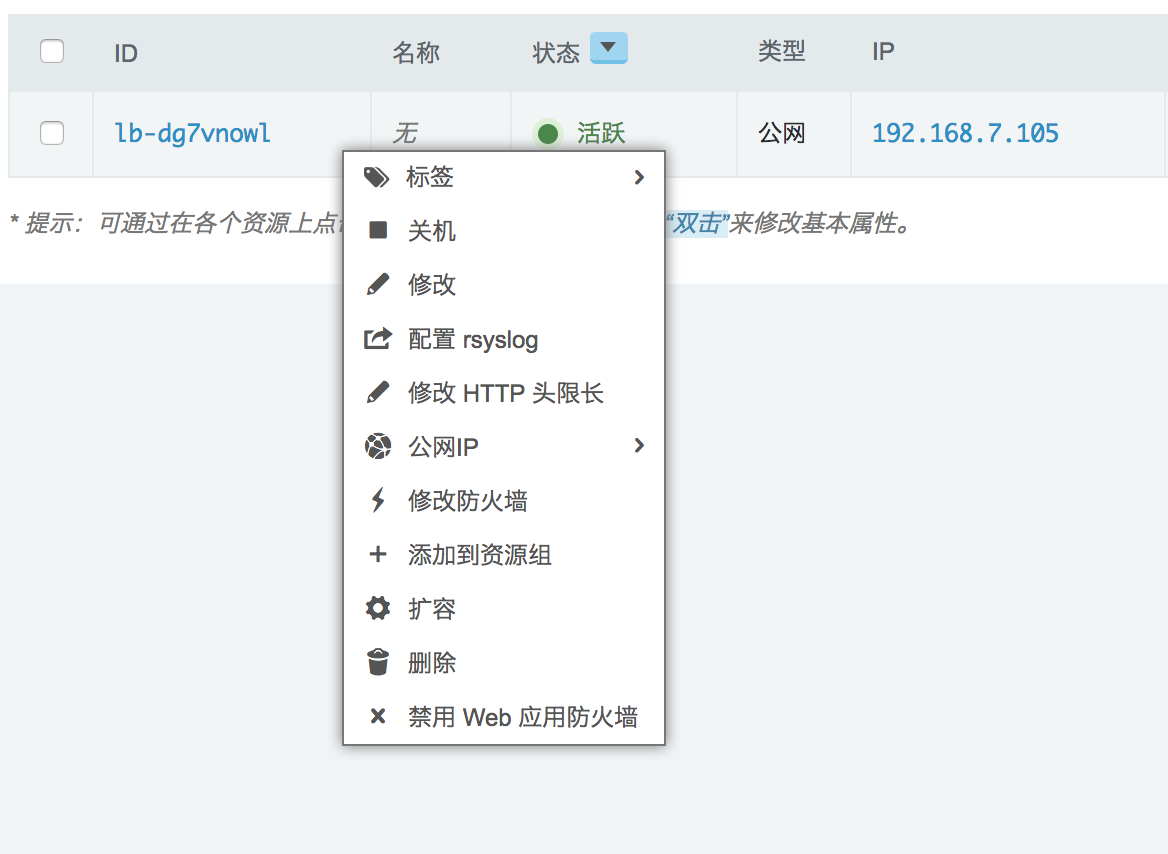 ID 名称 状态 类型 IP
lb-dg7vnowl 无 活跃 公网 192.168.7.105
* 提示：可通过在各个资源上点 “双击”来修改基本属性。
标签
关机
修改
配置 rsyslog
修改 HTTP 头限长
公网IP
修改防火墙
添加到资源组
扩容
删除
禁用 Web 应用防火墙